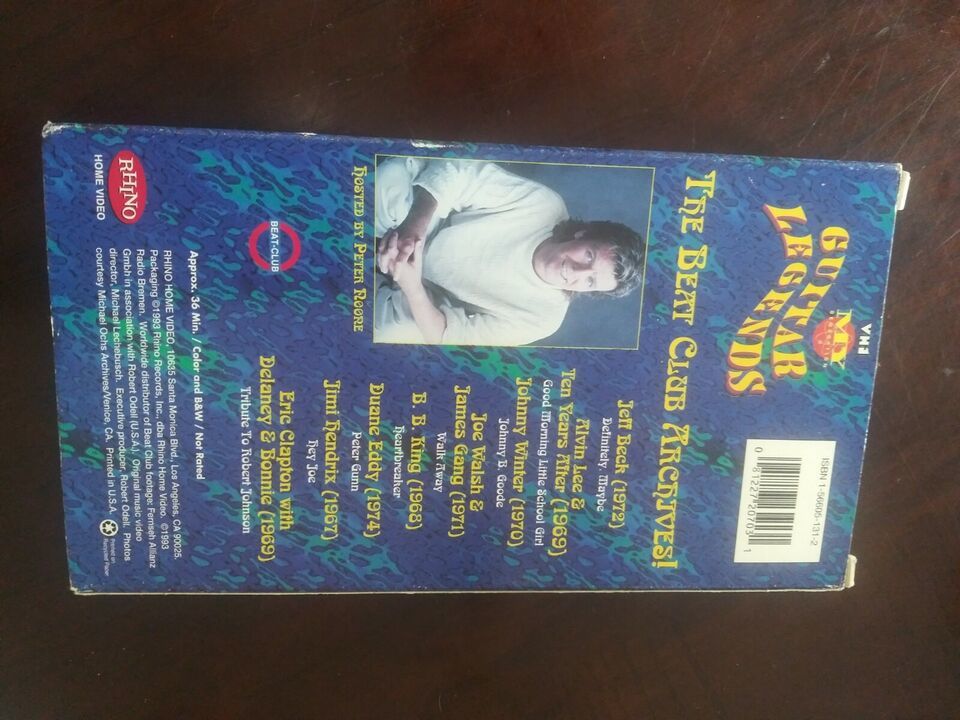 VHS
MY
GUITAR
LEGENDS
ISBN 1-56605-131-2
0 81227 20703 1
THE BEAT CLUB ARCHIVES!
HOSTED BY PETER NOONE
Jeff Beck (1972)
Definitely, Maybe
Alvin Lee &
Ten Years After (1969)
Good Morning Little School Girl
Johnny Winter (1970)
Johnny B. Goode
Joe Walsh &
James Gang (1971)
Walk Away
B. B. King (1968)
Heartbreaker
Duane Eddy (1974)
Peter Gunn
Jimi Hendrix (1967)
Hey Joe
Eric Clapton with
Delaney & Bonnie (1969)
Tribute To Robert Johnson
BEAT-CLUB
RHINO
HOME VIDEO
Approx. 36 Min. / Color and B&W / Not Rated
RHINO HOME VIDEO, 10635 Santa Monica Blvd., Los Angeles, CA 90025.
Packaging ©1993 Rhino Records, Inc., dba Rhino Home Video. ©1993
Radio Bremen. Worldwide distributor of Beat Club footage: Fernseh Allianz
Gmbh in association with Robert Odell (U.S.A.). Original music video
director, Michael Lechebusch. Executive producer, Robert Odell. Photos
courtesy Michael Ochs Archives/Venice, CA. Printed in U.S.A.
Printed on
Recycled Paper